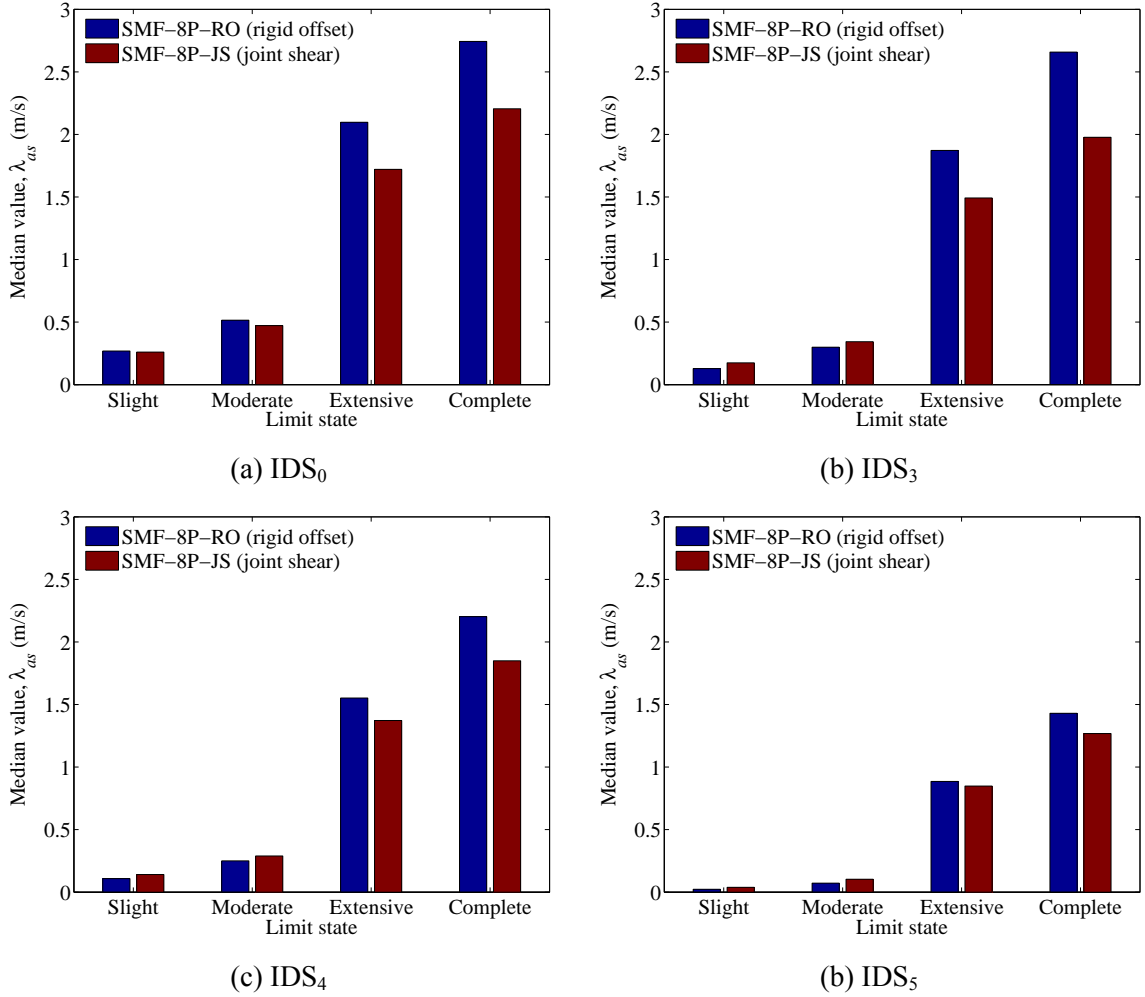 3
2.5
2
1.5
1
0.5
0
Median value, λas (m/s)
SMF−8P−RO (rigid offset)
SMF−8P−JS (joint shear)
Slight Moderate Extensive Complete
Limit state
(a) IDS0
3
2.5
2
1.5
1
0.5
0
Median value, λas (m/s)
SMF−8P−RO (rigid offset)
SMF−8P−JS (joint shear)
Slight Moderate Extensive Complete
Limit state
(b) IDS3
3
2.5
2
1.5
1
0.5
0
Median value, λas (m/s)
SMF−8P−RO (rigid offset)
SMF−8P−JS (joint shear)
Slight Moderate Extensive Complete
Limit state
(c) IDS4
3
2.5
2
1.5
1
0.5
0
Median value, λas (m/s)
SMF−8P−RO (rigid offset)
SMF−8P−JS (joint shear)
Slight Moderate Extensive Complete
Limit state
(b) IDS5